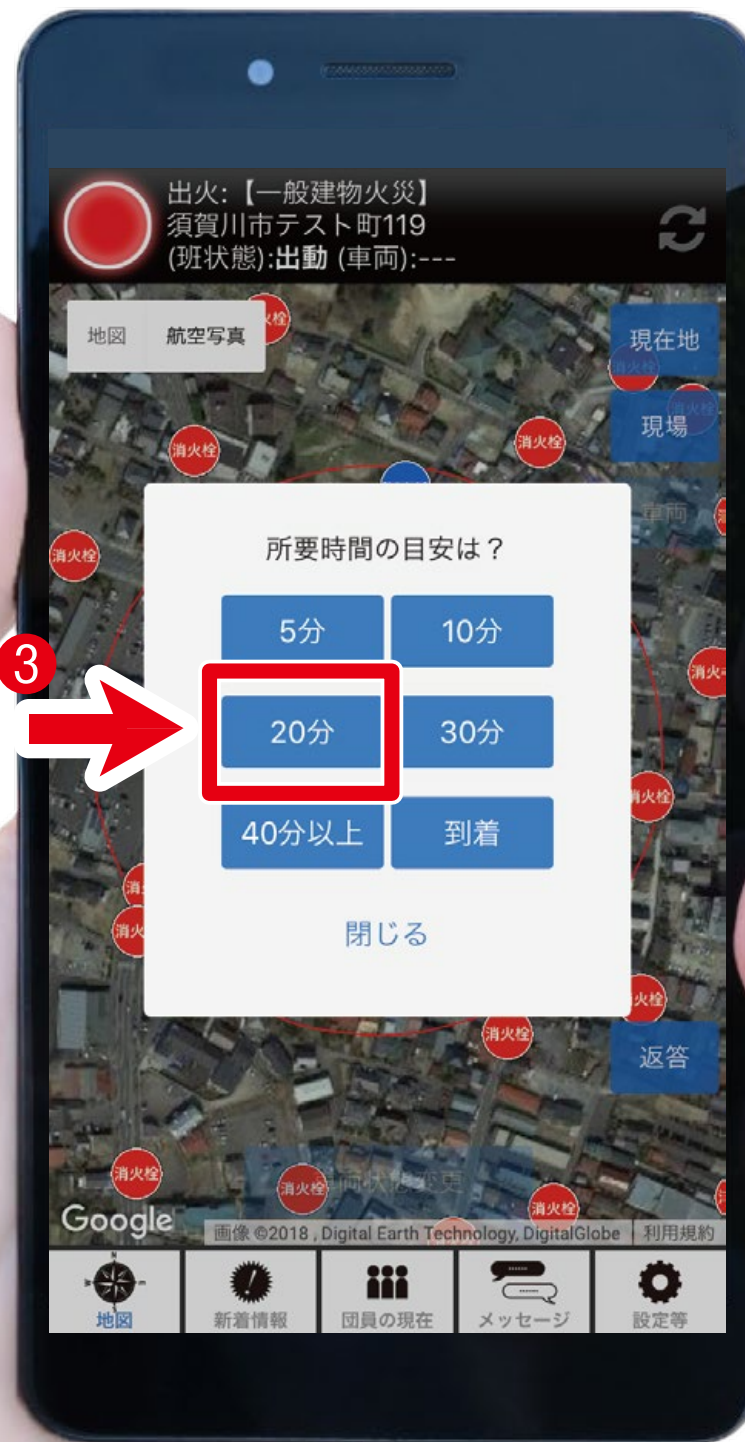 出火:【一般建物火災】
須賀川市テスト町119
(班状態):出動 (車両):---
地図 航空写真
現在地
現場
車両
消火栓
消火栓
消火栓
所要時間の目安は？
5分 10分
3
20分 30分
40分以上 到着
閉じる
消火栓
消火栓
返答
消火栓
消火栓
消火栓
車両状態変更
Google
画像 ©2018 , Digital Earth Technology, DigitalGlobe 利用規約
地図 新着情報 団員の現在 メッセージ 設定等